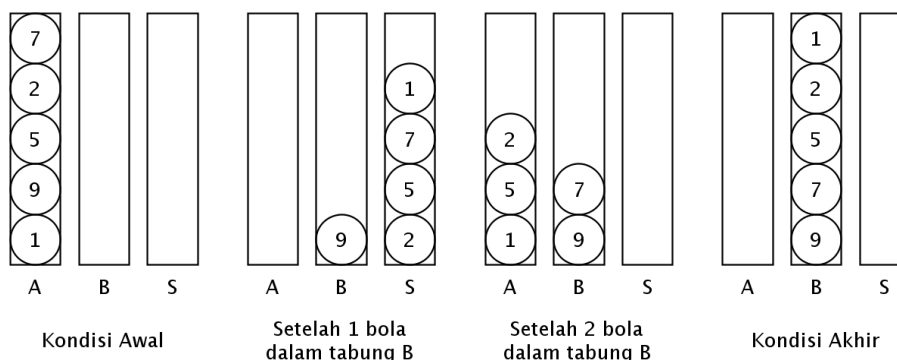 7
2
5
9
1
A B S
Kondisi Awal
9
1
7
5
2
A B S
Setelah 1 bola
dalam tabung B
2
5
1
7
9
A B S
Setelah 2 bola
dalam tabung B
1
2
5
7
9
A B S
Kondisi Akhir